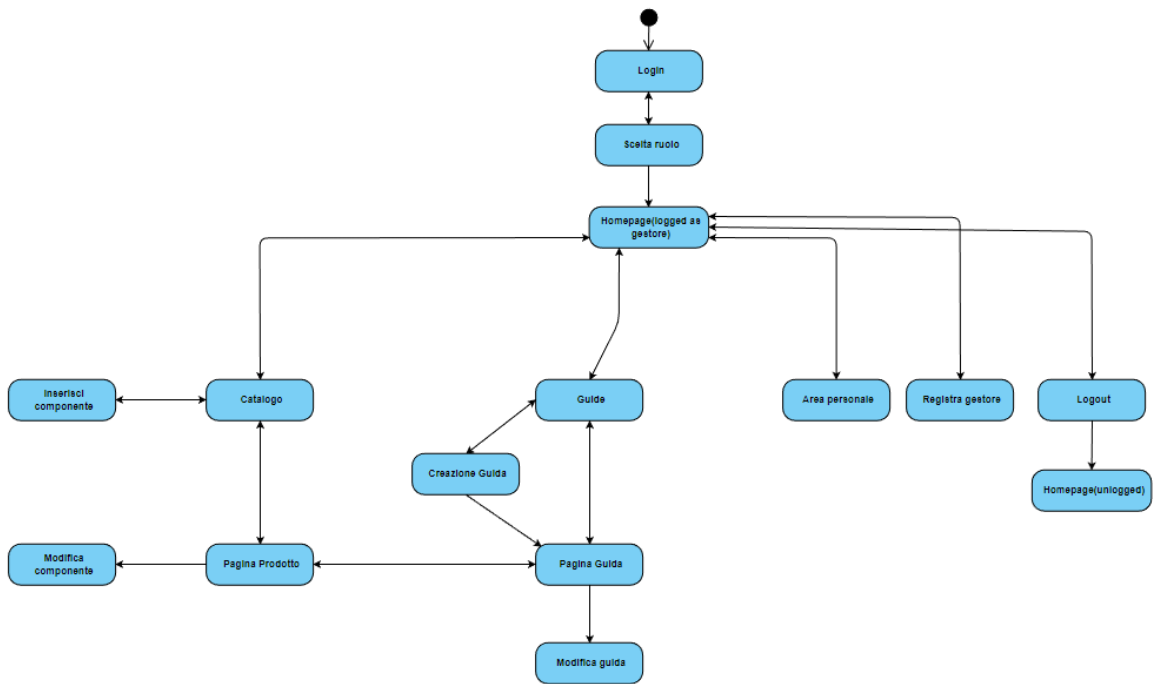 Login
Scelta ruolo
Homepage(logged as
gestore)
Inserisci
componente
Catalogo
Guide
Area personale
Registra gestore
Logout
Creazione Guida
Homepage(unlogged)
Modifica
componente
Pagina Prodotto
Pagina Guida
Modifica guida